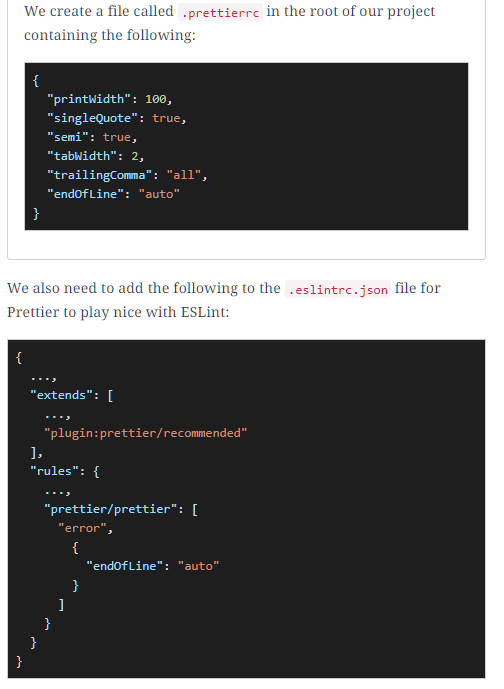 We create a file called .prettierrc in the root of our project
containing the following:
{
  "printWidth": 100,
  "singleQuote": true,
  "semi": true,
  "tabWidth": 2,
  "trailingComma": "all",
  "endOfLine": "auto"
}
We also need to add the following to the .eslintrc.json file for
Prettier to play nice with ESLint:
{
  ...,
  "extends": [
    ...,
    "plugin:prettier/recommended"
  ],
  "rules": {
    ...,
    "prettier/prettier": [
      "error",
        {
          "endOfLine": "auto"
        }
      ]
    }
  }
}